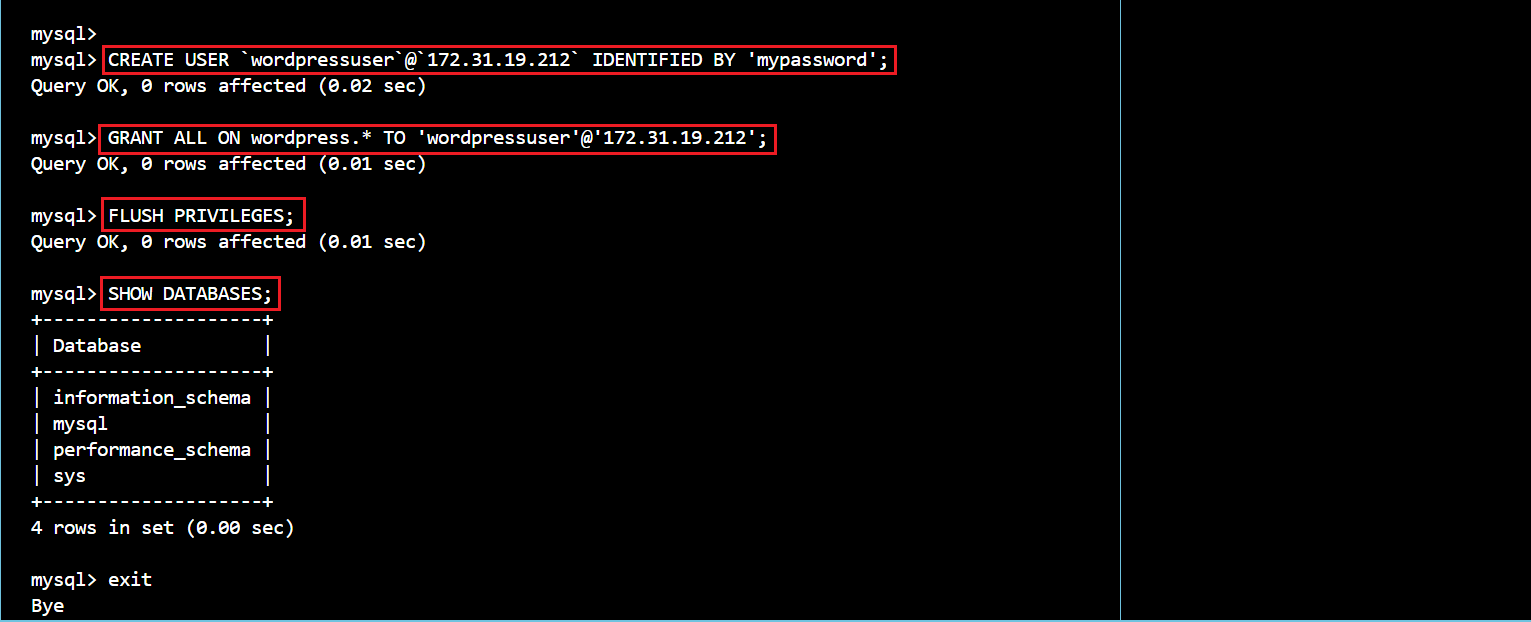 mysql>
mysql> CREATE USER `wordpressuser`@`172.31.19.212` IDENTIFIED BY 'mypassword';
Query OK, 0 rows affected (0.02 sec)
mysql> GRANT ALL ON wordpress.* TO 'wordpressuser'@'172.31.19.212';
Query OK, 0 rows affected (0.01 sec)
mysql> FLUSH PRIVILEGES;
Query OK, 0 rows affected (0.01 sec)
mysql> SHOW DATABASES;
+--------------------+
| Database           |
+--------------------+
| information_schema |
| mysql              |
| performance_schema |
| sys                |
+--------------------+
4 rows in set (0.00 sec)
mysql> exit
Bye